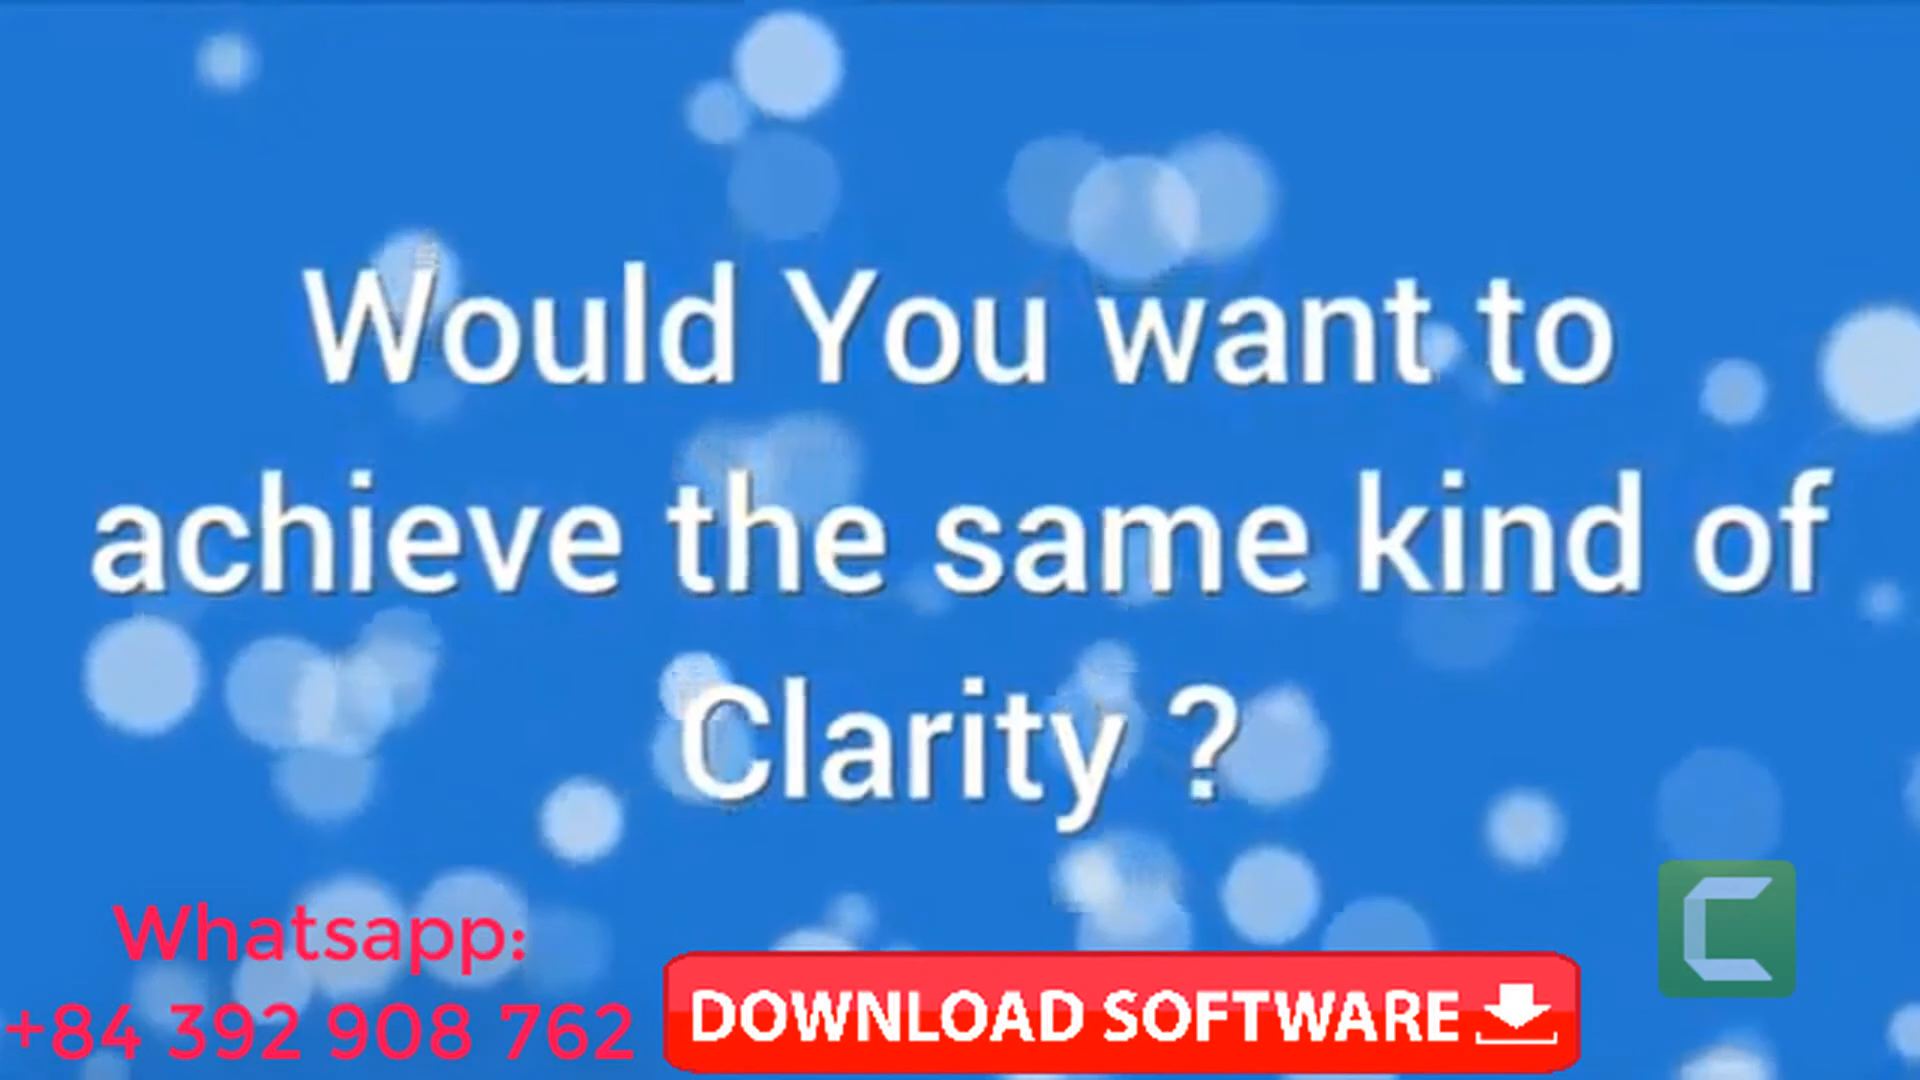 Would You want to
achieve the same kind of
Clarity ?
Whatsapp:
+84 392 908 762
DOWNLOAD SOFTWARE
C